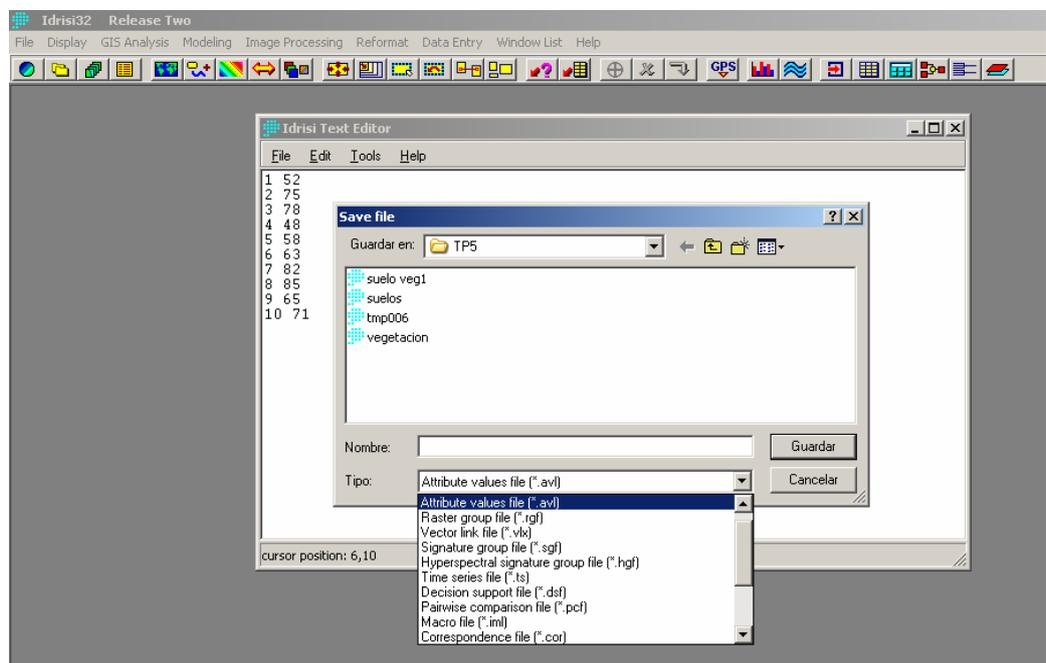 Idrisi32 Release Two
File Display GIS Analysis Modeling Image Processing Reformat Data Entry Window List Help
GPS
Idrisi Text Editor
File Edit Tools Help
1 52
2 75
3 78
4 48
5 58
6 63
7 82
8 85
9 65
10 71
Save file
Guardar en: TP5
suelo veg1
suelos
tmp006
vegetacion
Nombre:
Guardar
Tipo: Attribute values file (*.avl)
Cancelar
Attribute values file (*.avl)
Raster group file (*.rgf)
Vector link file (*.vlx)
Signature group file (*.sgf)
Hyperspectral signature group file (*.hgf)
Time series file (*.ts)
Decision support file (*.dsf)
Pairwise comparison file (*.pcf)
Macro file (*.iml)
Correspondence file (*.cor)
cursor position: 6,10